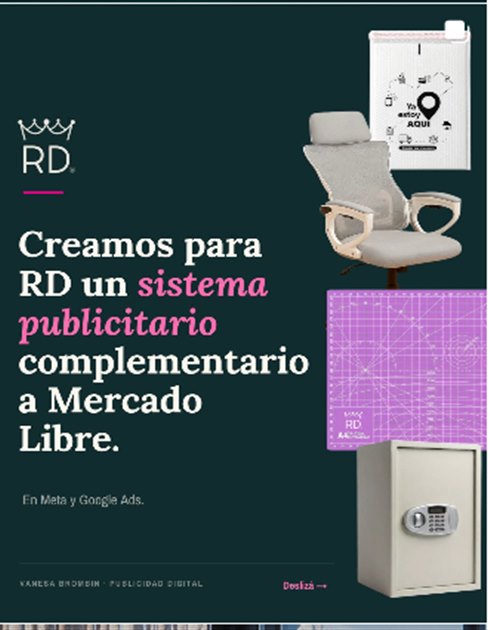 RD
Creamos para
RD un sistema
publicitario
complementario
a Mercado
Libre.
En Meta y Google Ads.
VANESA BROMBIN · PUBLICIDAD DIGITAL
Deslizá →
Ya
estoy
AQUÍ
RD